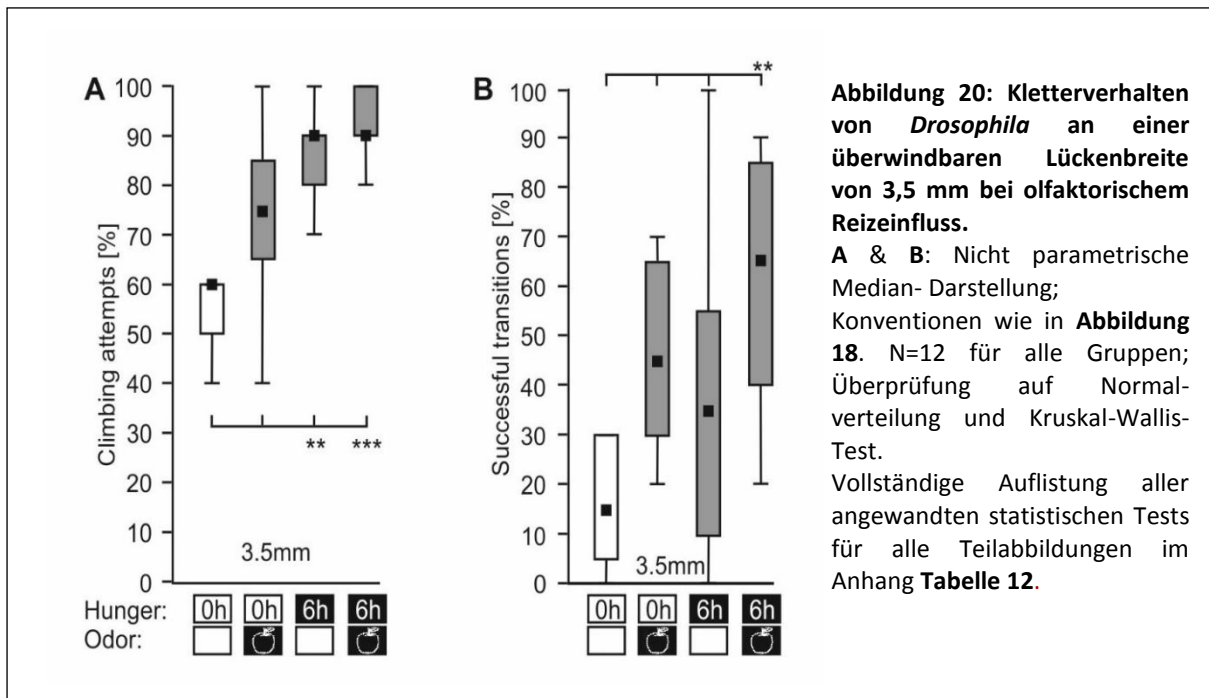 A
Climbing attempts [%]
100
90
80
70
60
50
40
30
20
10
0
** ***
3.5mm
B
Successful transitions [%]
100
90
80
70
60
50
40
30
20
10
0
**
3.5mm
Hunger: 0h 0h 6h 6h 0h 0h 6h 6h
Odor:
Abbildung 20: Kletterverhalten
von Drosophila an einer
überwindbaren Lückenbreite
von 3,5 mm bei olfaktorischem
Reizeinfluss.
A & B: Nicht parametrische
Median- Darstellung;
Konventionen wie in Abbildung
18. N=12 für alle Gruppen;
Überprüfung auf Normal-
verteilung und Kruskal-Wallis-
Test.
Vollständige Auflistung aller
angewandten statistischen Tests
für alle Teilabbildungen im
Anhang Tabelle 12.